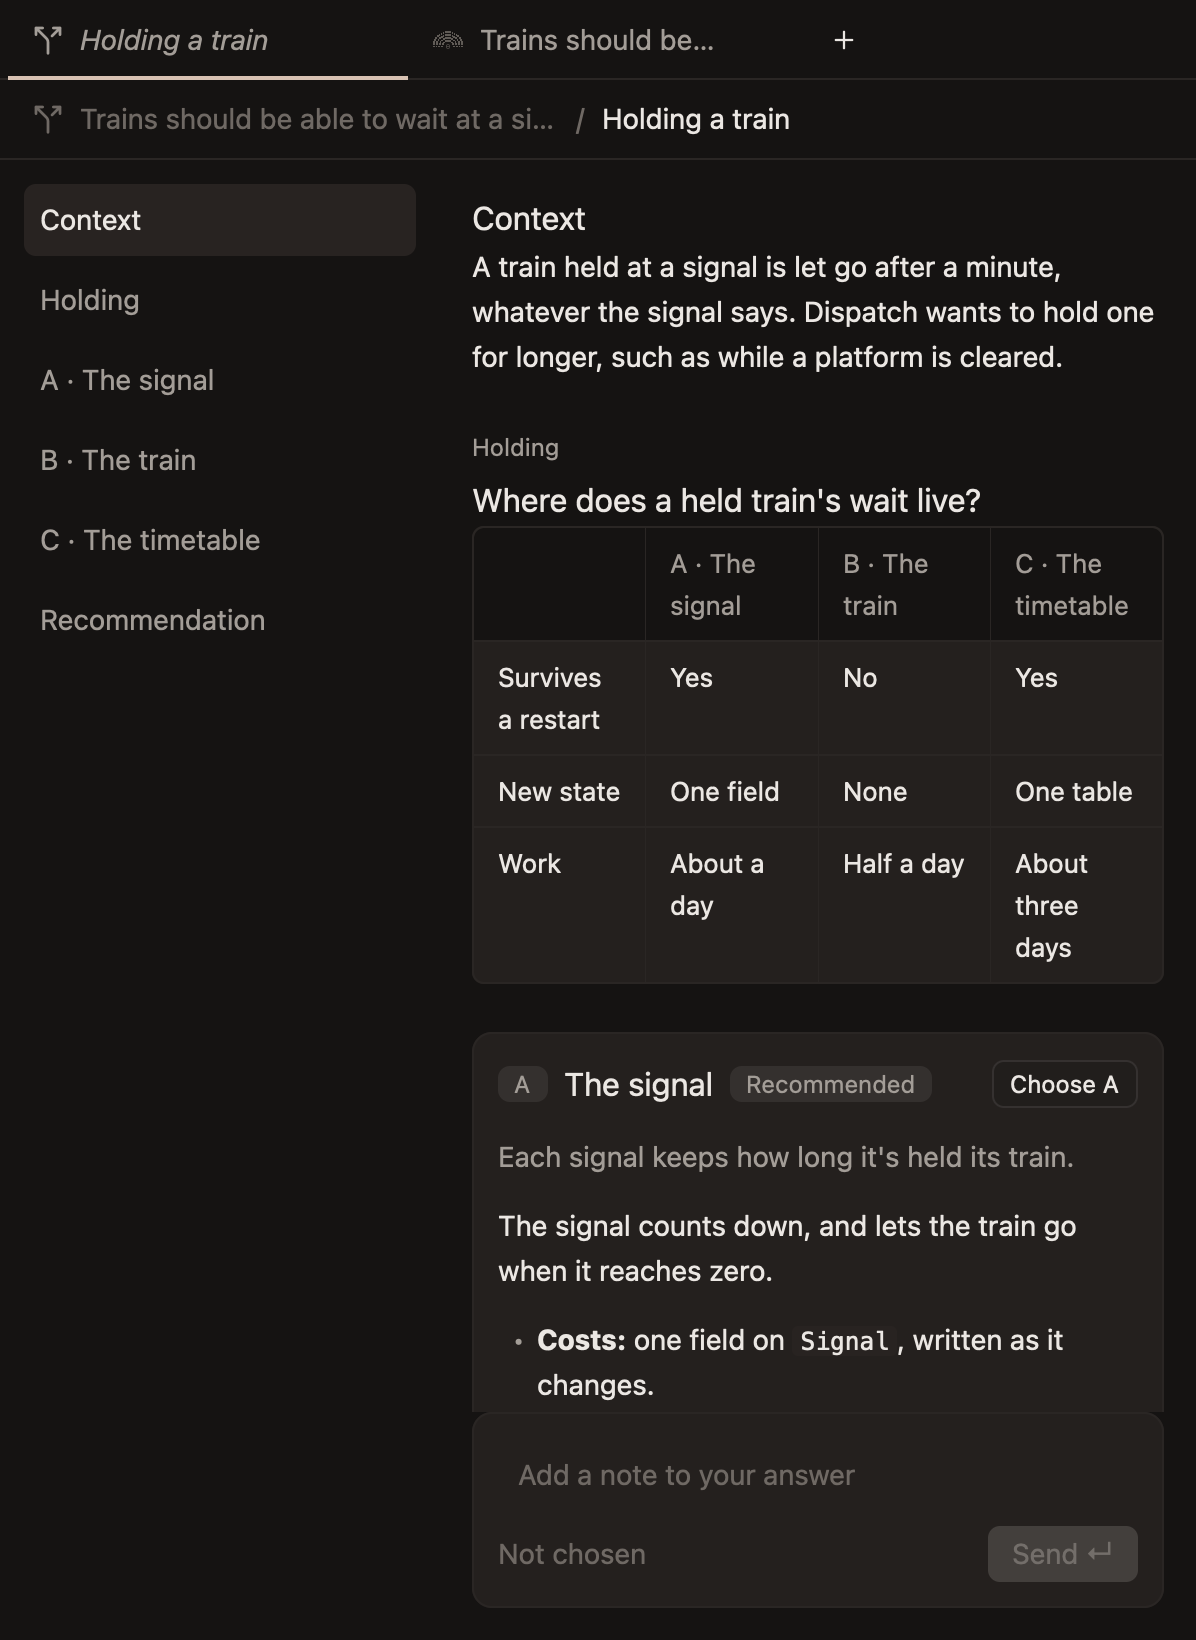 Holding a train
Trains should be...
+
Trains should be able to wait at a si... / Holding a train
Context
Holding
A · The signal
B · The train
C · The timetable
Recommendation
Context
A train held at a signal is let go after a minute,
whatever the signal says. Dispatch wants to hold one
for longer, such as while a platform is cleared.
Holding
Where does a held train's wait live?
A · The signal
B · The train
C · The timetable
Survives a restart
Yes
No
Yes
New state
One field
None
One table
Work
About a day
Half a day
About three days
A
The signal
Recommended
Choose A
Each signal keeps how long it's held its train.
The signal counts down, and lets the train go
when it reaches zero.
• Costs: one field on Signal, written as it
changes.
Add a note to your answer
Not chosen
Send ↵